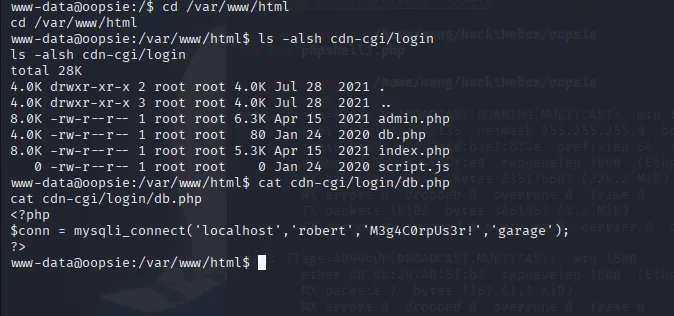 www-data@oopsie:/$ cd /var/www/html
cd /var/www/html
www-data@oopsie:/var/www/html$ ls -alsh cdn-cgi/login
ls -alsh cdn-cgi/login
total 28K
4.0K drwxr-xr-x 2 root root 4.0K Jul 28  2021 .
4.0K drwxr-xr-x 3 root root 4.0K Jul 28  2021 ..
8.0K -rw-r--r-- 1 root root 6.3K Apr 15  2021 admin.php
4.0K -rw-r--r-- 1 root root   80 Jan 24  2020 db.php
8.0K -rw-r--r-- 1 root root 5.3K Apr 15  2021 index.php
   0 -rw-r--r-- 1 root root    0 Jan 24  2020 script.js
www-data@oopsie:/var/www/html$ cat cdn-cgi/login/db.php
cat cdn-cgi/login/db.php
<?php
$conn = mysqli_connect('localhost','robert','M3g4C0rpUs3r!','garage');
?>
www-data@oopsie:/var/www/html$